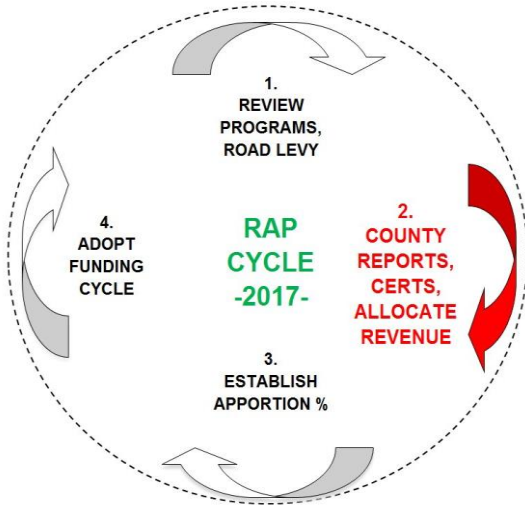 1.
REVIEW
PROGRAMS,
ROAD LEVY
2.
COUNTY
REPORTS,
CERTS,
ALLOCATE
REVENUE
3.
ESTABLISH
APPORTION %
4.
ADOPT
FUNDING
CYCLE
RAP
CYCLE
-2017-